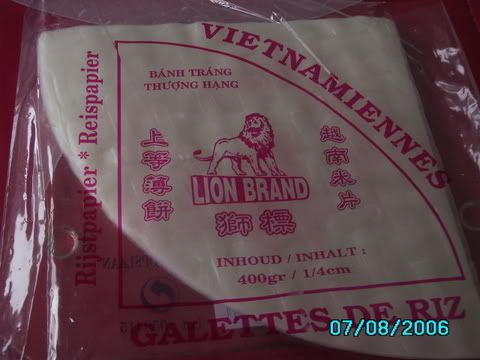 VIETNAMIENNES
BÁNH TRÁNG
THƯỢNG HẠNG
Rijstpapier * Reispapier
上等薄餅
越南米片
LION BRAND
獅標
INHOUD / INHALT :
400gr / 1/4cm
GALETTES DE RIZ
07/08/2006